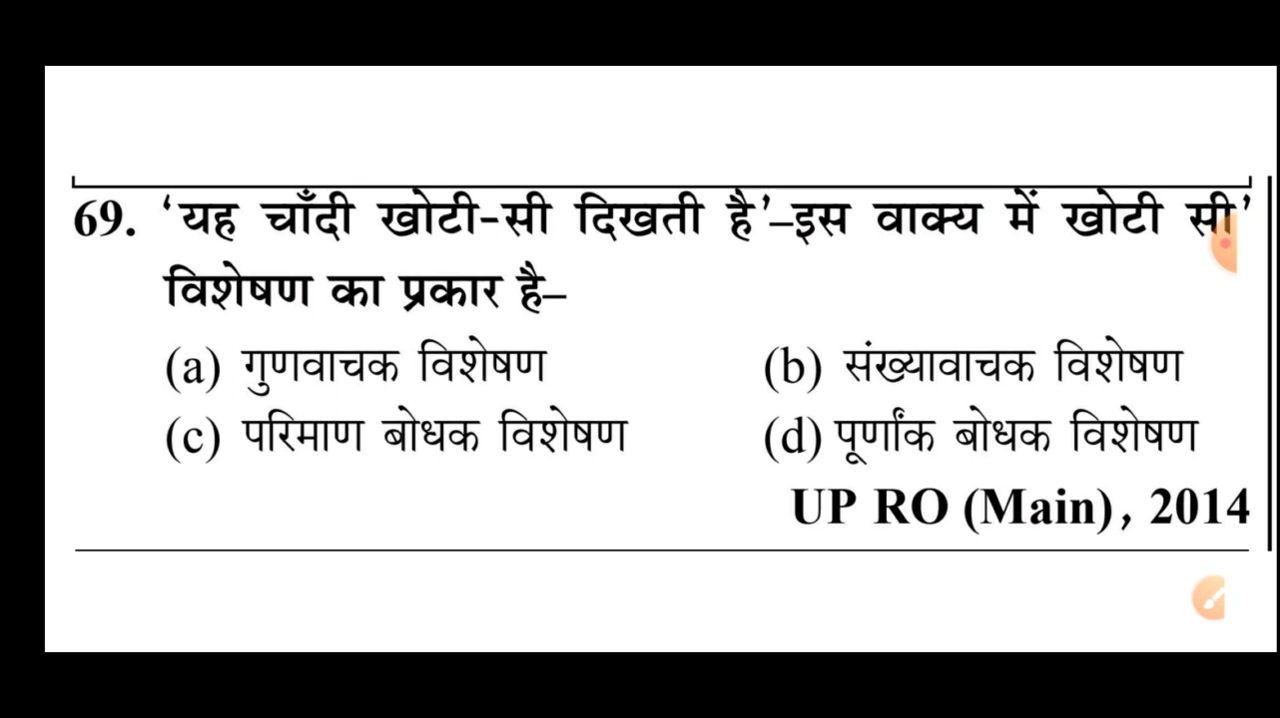 69. ‘यह चाँदी खोटी-सी दिखती है’–इस वाक्य में खोटी सी’
विशेषण का प्रकार है–
(a) गुणवाचक विशेषण (b) संख्यावाचक विशेषण
(c) परिमाण बोधक विशेषण (d) पूर्णांक बोधक विशेषण
UP RO (Main), 2014